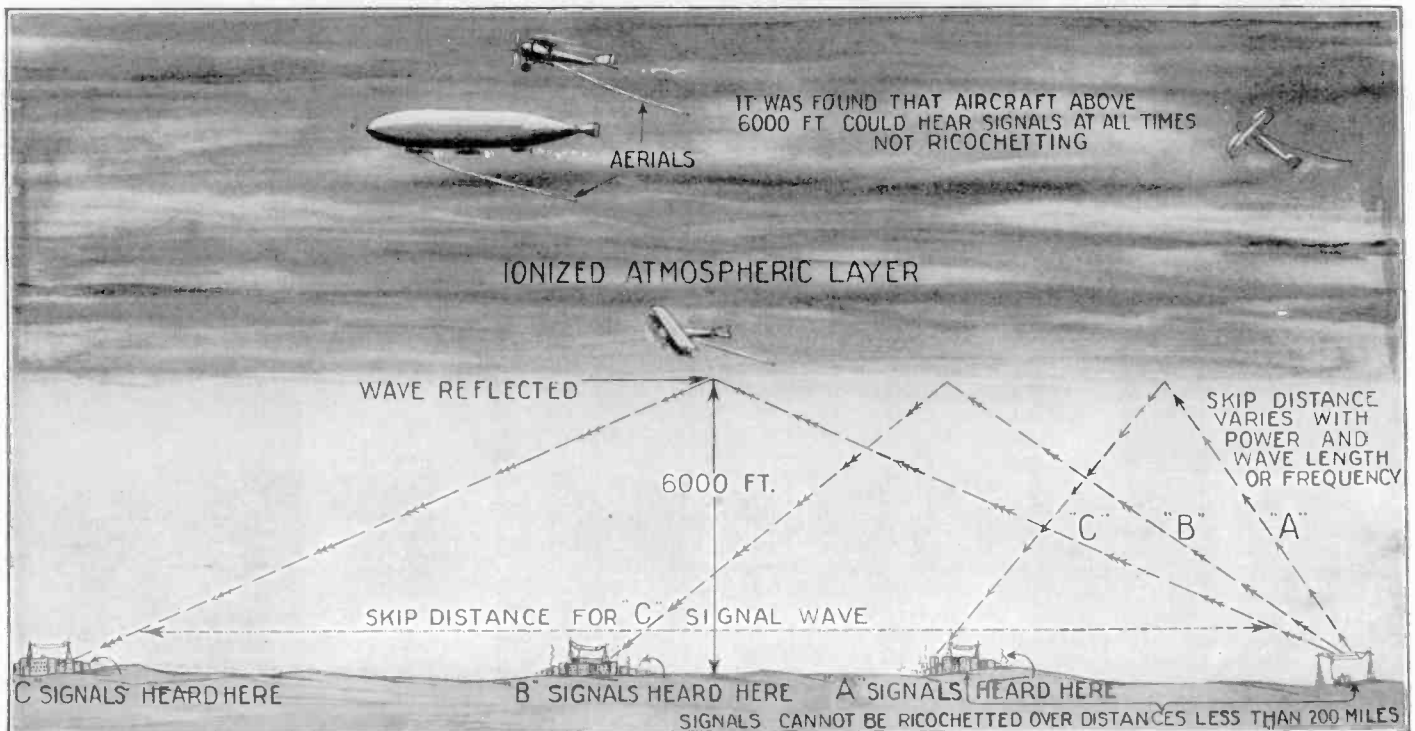 IT WAS FOUND THAT AIRCRAFT ABOVE
6000 FT. COULD HEAR SIGNALS AT ALL TIMES
NOT RICOCHETTING
AERIALS
IONIZED ATMOSPHERIC LAYER
WAVE REFLECTED
SKIP DISTANCE
VARIES WITH
POWER AND
WAVE LENGTH
OR FREQUENCY
6000 FT.
"C" "B" "A"
SKIP DISTANCE FOR "C" SIGNAL WAVE
C SIGNALS HEARD HERE
"B" SIGNALS HEARD HERE
"A" SIGNALS HEARD HERE
SIGNALS CANNOT BE RICOCHETTED OVER DISTANCES LESS THAN 200 MILES